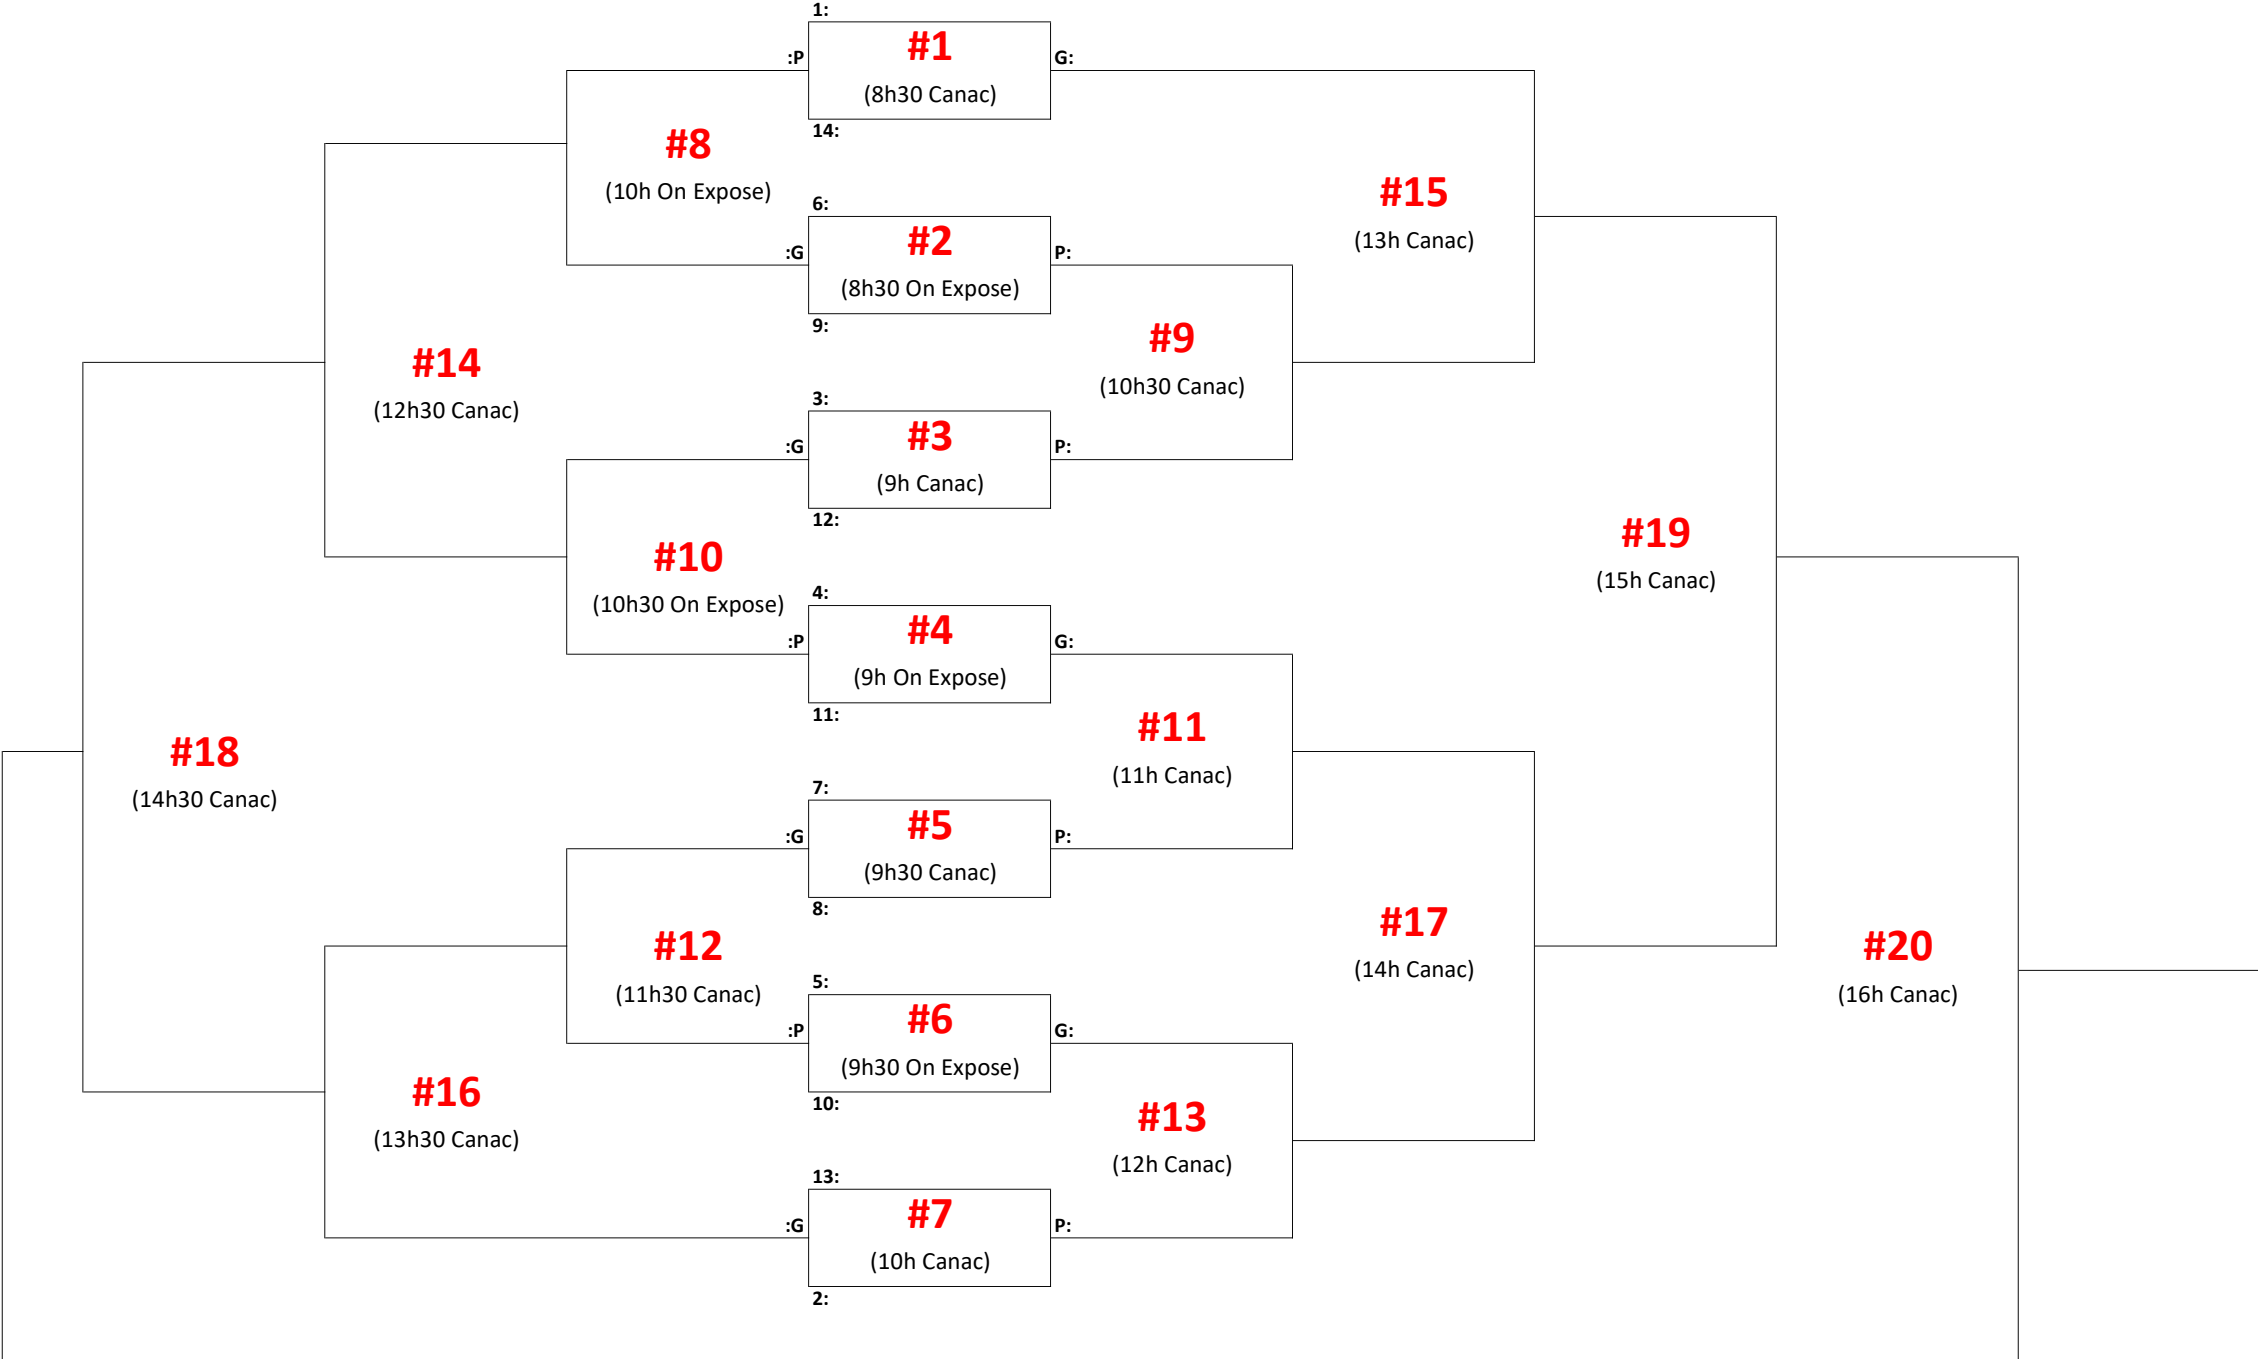 1:
:P
#1
G:
(8h30 Canac)
14:
#8
(10h On Expose)
#15
(13h Canac)
6:
:G
#2
P:
(8h30 On Expose)
9:
#9
(10h30 Canac)
#14
(12h30 Canac)
3:
:G
#3
P:
(9h Canac)
12:
#19
(15h Canac)
#10
(10h30 On Expose)
4:
:P
#4
G:
(9h On Expose)
11:
#11
(11h Canac)
#18
(14h30 Canac)
7:
:G
#5
P:
(9h30 Canac)
8:
#17
(14h Canac)
#12
(11h30 Canac)
#20
(16h Canac)
5:
:P
#6
G:
(9h30 On Expose)
10:
#16
(13h30 Canac)
#13
(12h Canac)
13:
:G
#7
P:
(10h Canac)
2: